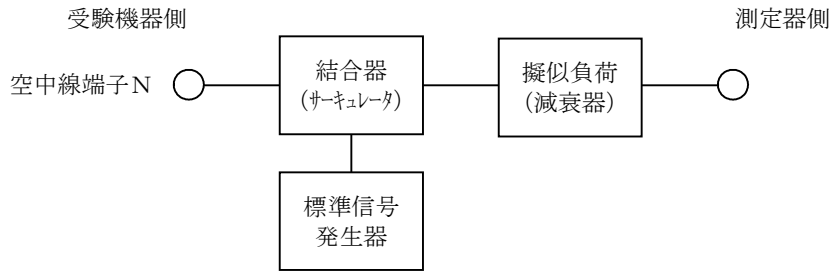 受験機器側
測定器側
空中線端子N
結合器
(サーキュレータ)
擬似負荷
(減衰器)
標準信号
発生器